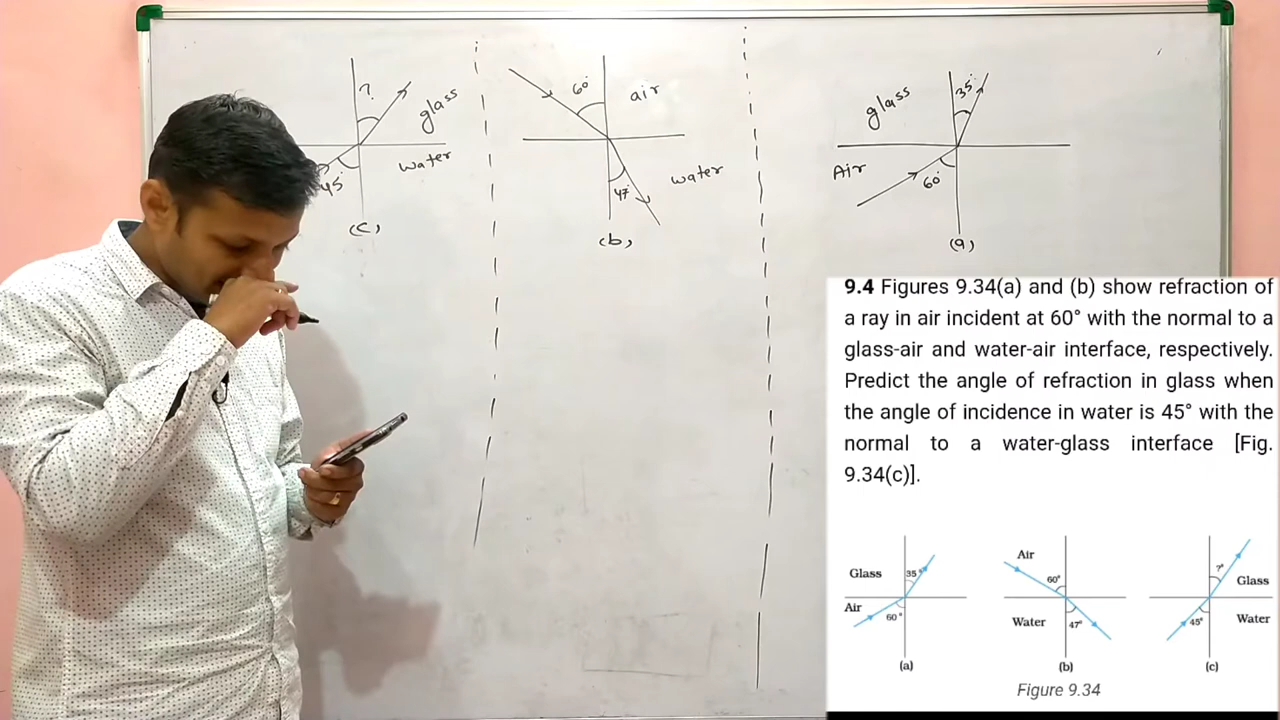 ?
glass
water
45°
(c)
60°
air
water
47°
(b)
glass
35°
Air
60°
(a)
9.4 Figures 9.34(a) and (b) show refraction of
a ray in air incident at 60° with the normal to a
glass-air and water-air interface, respectively.
Predict the angle of refraction in glass when
the angle of incidence in water is 45° with the
normal to a water-glass interface [Fig.
9.34(c)].
Glass
35°
Air
60°
(a)
Air
60°
Water
47°
(b)
?°
Glass
45°
Water
(c)
Figure 9.34